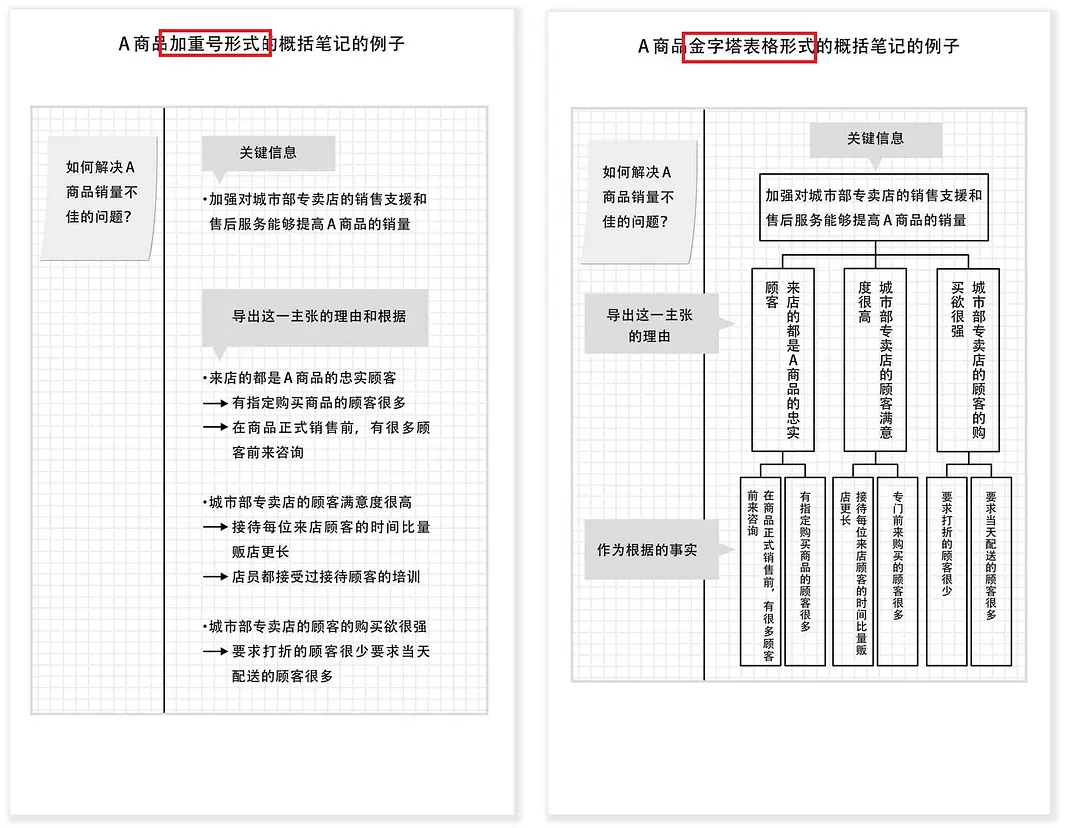 A商品加重号形式的概括笔记的例子
如何解决A
商品销量不
佳的问题?
关键信息
•加强对城市部专卖店的销售支援和
售后服务能够提高A商品的销量
导出这一主张的理由和根据
•来店的都是A商品的忠实顾客
→有指定购买商品的顾客很多
→在商品正式销售前,有很多顾
客前来咨询
•城市部专卖店的顾客满意度很高
→接待每位来店顾客的时间比量
贩店更长
→店员都接受过接待顾客的培训
•城市部专卖店的顾客的购买欲很强
→要求打折的顾客很少要求当天
配送的顾客很多
A商品金字塔表格形式的概括笔记的例子
如何解决A
商品销量不
佳的问题?
关键信息
加强对城市部专卖店的销售支援和
售后服务能够提高A商品的销量
导出这一主张
的理由
来店的都是A商品的忠实
顾客
城市部专卖店的顾客满意
度很高
城市部专卖店的顾客的购
买欲很强
作为根据的事实
在商品正式销售前,有很多顾客
前来咨询
有指定购买商品的顾客很多
接待每位来店顾客的时间比量贩
店更长
专门前来购买的顾客很多
要求打折的顾客很少
要求当天配送的顾客很多